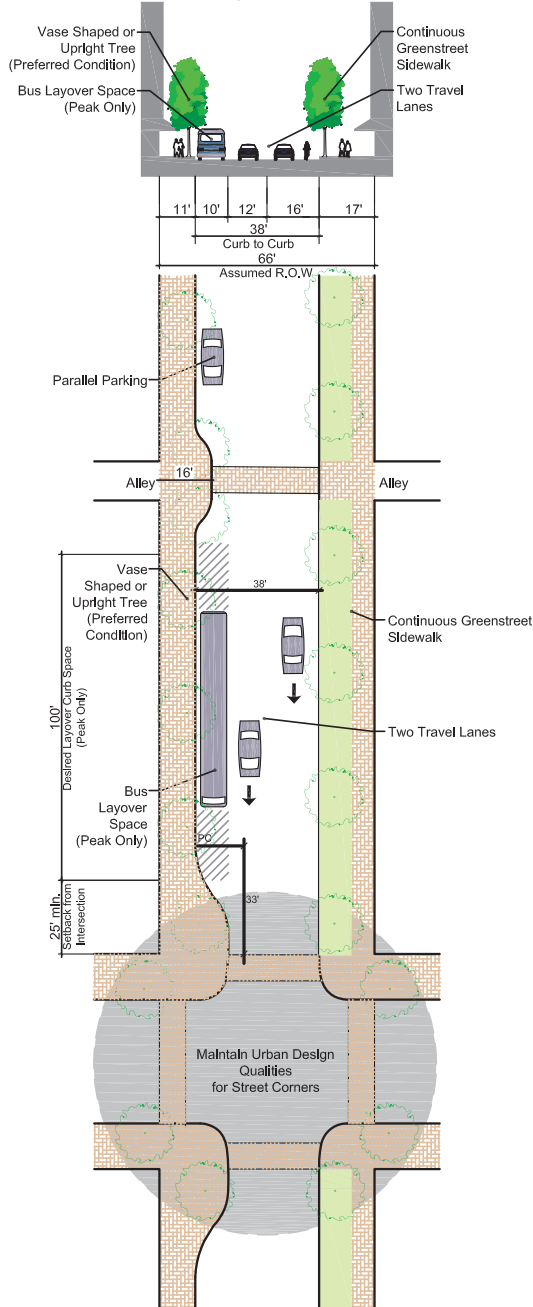 Vase Shaped or
Upright Tree
(Preferred Condition)
Bus Layover Space
(Peak Only)
Continuous
Greenstreet
Sidewalk
Two Travel
Lanes
11' 10' 12' 16' 17'
38'
Curb to Curb
66'
Assumed R.O.W
Parallel Parking
16'
Alley
Alley
Vase
Shaped or
Upright Tree
(Preferred
Condition)
38'
Continuous Greenstreet
Sidewalk
100'
Desired Layover Curb Space
(Peak Only)
Two Travel Lanes
Bus
Layover
Space
(Peak Only)
PC
33'
25' min.
Setback from
Intersection
Maintain Urban Design
Qualities
for Street Corners